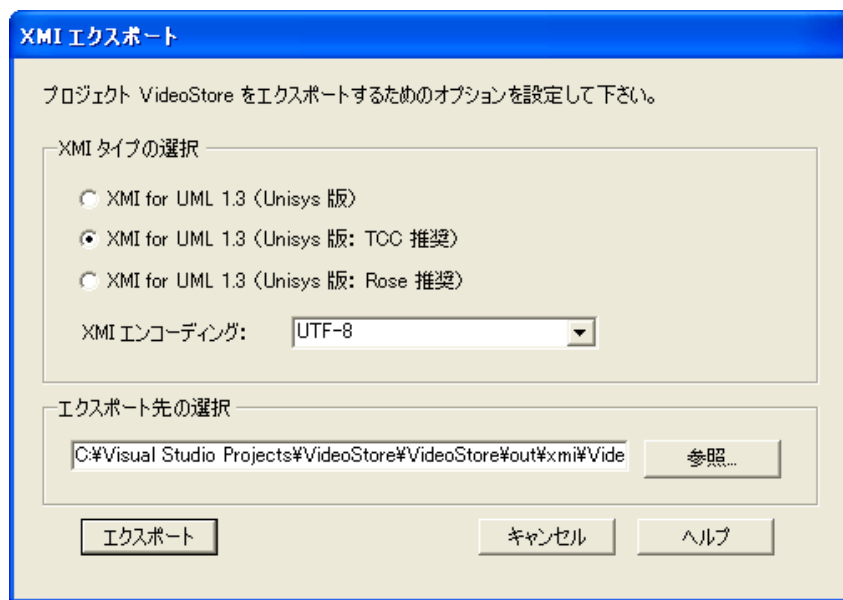 XMI エクスポート
プロジェクト VideoStore をエクスポートするためのオプションを設定して下さい。
XMI タイプの選択
XMI for UML 1.3 (Unisys 版)
XMI for UML 1.3 (Unisys 版: TCC 推奨)
XMI for UML 1.3 (Unisys 版: Rose 推奨)
XMI エンコーディング: UTF-8
エクスポート先の選択
C:¥Visual Studio Projects¥VideoStore¥VideoStore¥out¥xmi¥Vide 参照...
エクスポート キャンセル ヘルプ